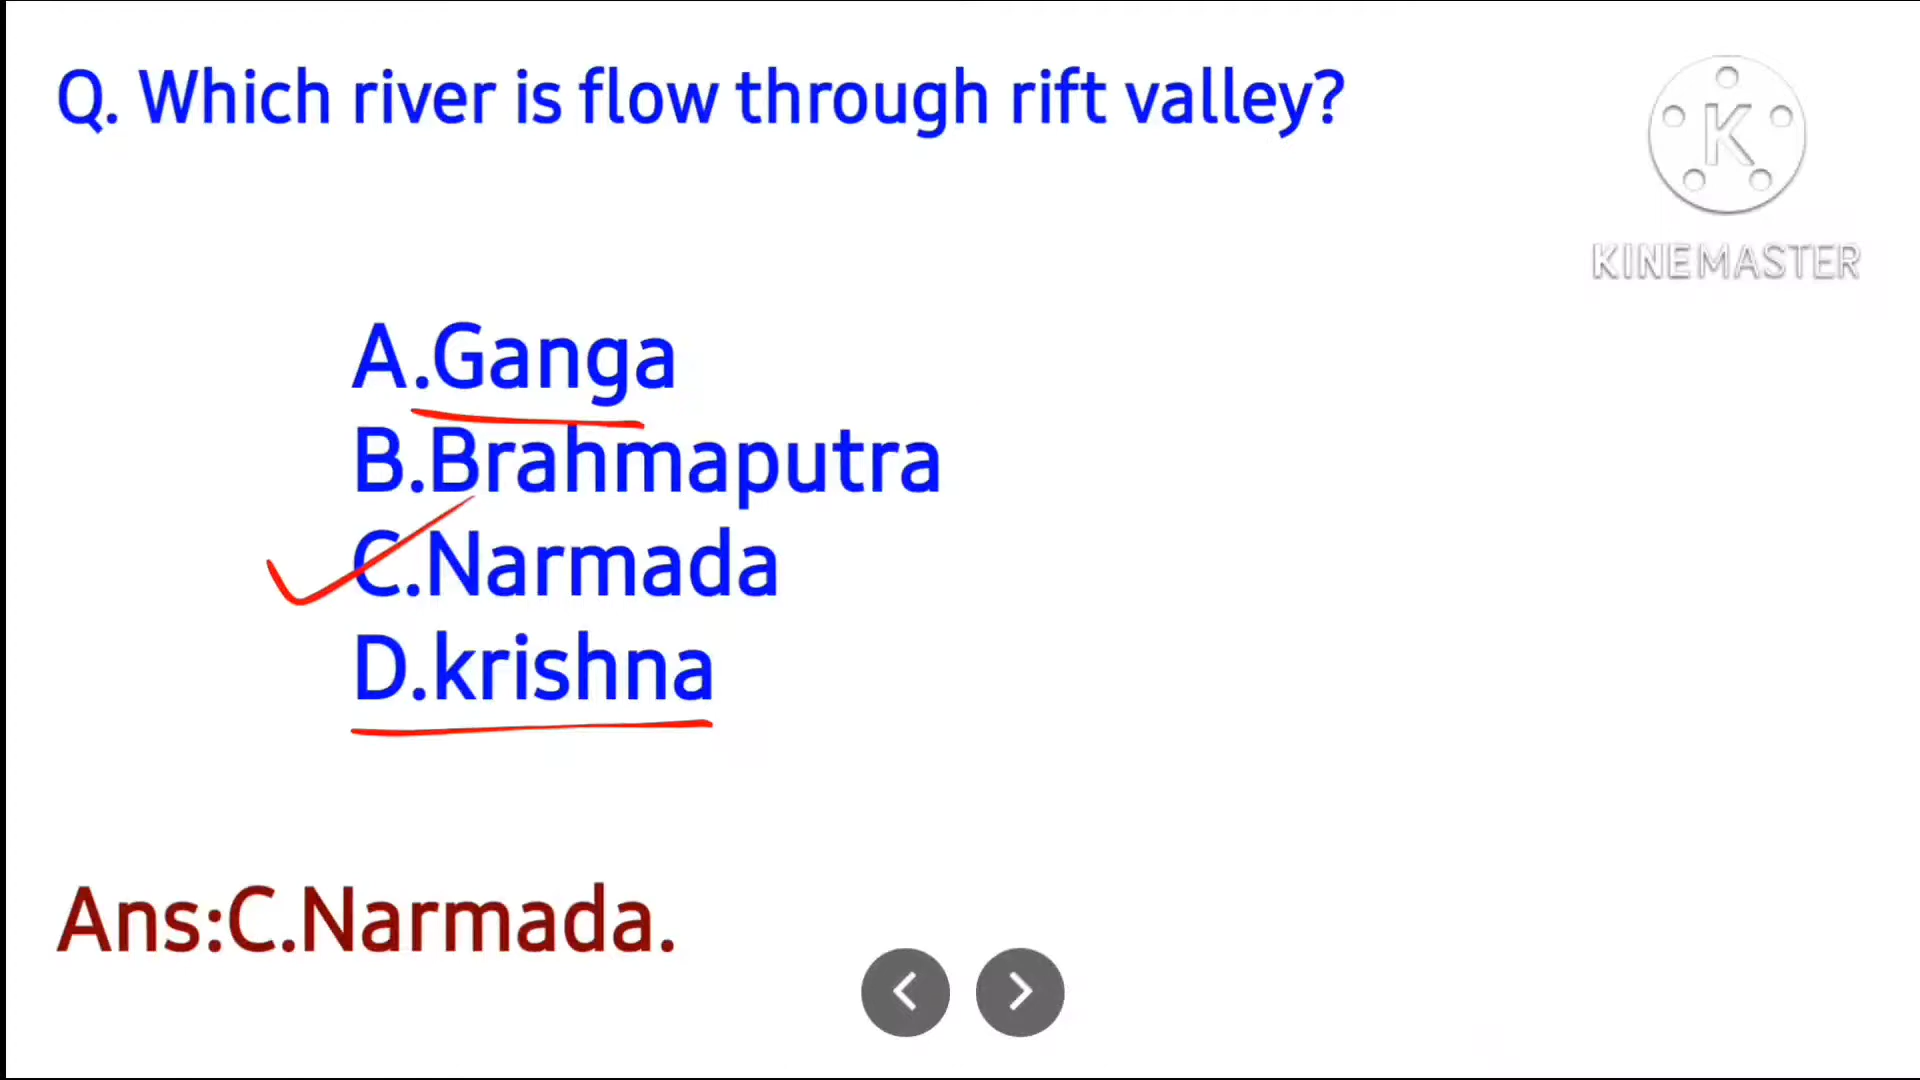 Q. Which river is flow through rift valley?
K
KINEMASTER
A.Ganga
B.Brahmaputra
C.Narmada
D.krishna
Ans:C.Narmada.